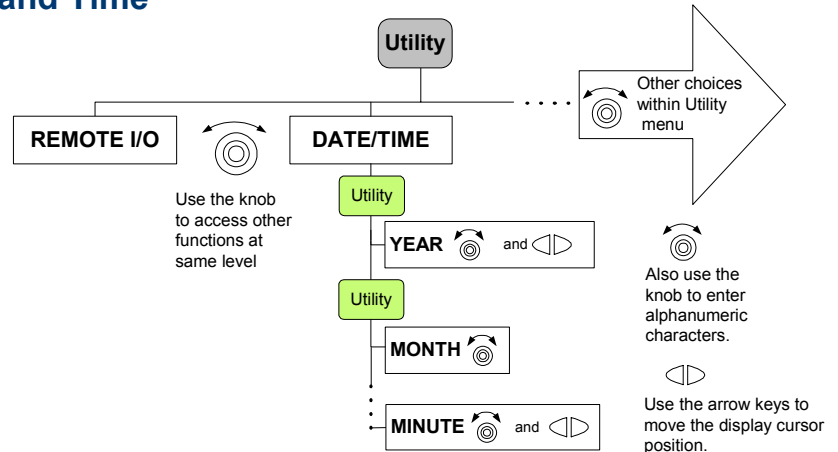 and Time
Utility
Other choices
within Utility
menu
REMOTE I/O
DATE/TIME
Use the knob
to access other
functions at
same level
Utility
YEAR and
Also use the
knob to enter
alphanumeric
characters.
Utility
MONTH
Use the arrow keys to
move the display cursor
position.
MINUTE and